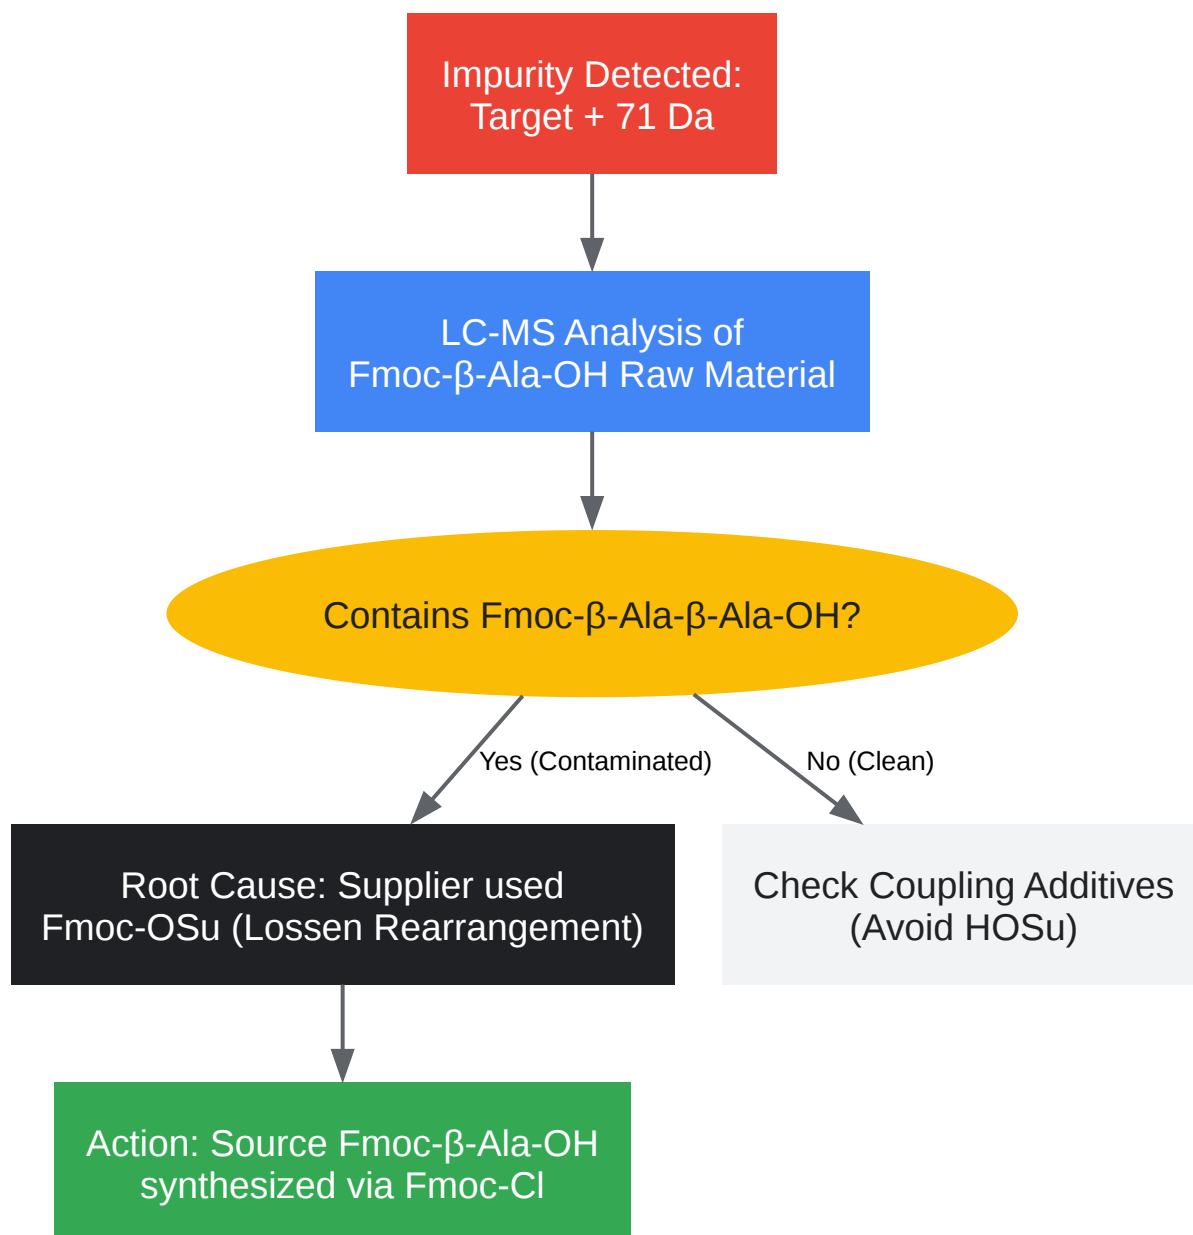 Impurity Detected:
Target + 71 Da
LC-MS Analysis of
Fmoc-β-Ala-OH Raw Material
Contains Fmoc-β-Ala-β-Ala-OH?
Yes (Contaminated)
No (Clean)
Root Cause: Supplier used
Fmoc-OSu (Lossen Rearrangement)
Check Coupling Additives
(Avoid HOSu)
Action: Source Fmoc-β-Ala-OH
synthesized via Fmoc-Cl